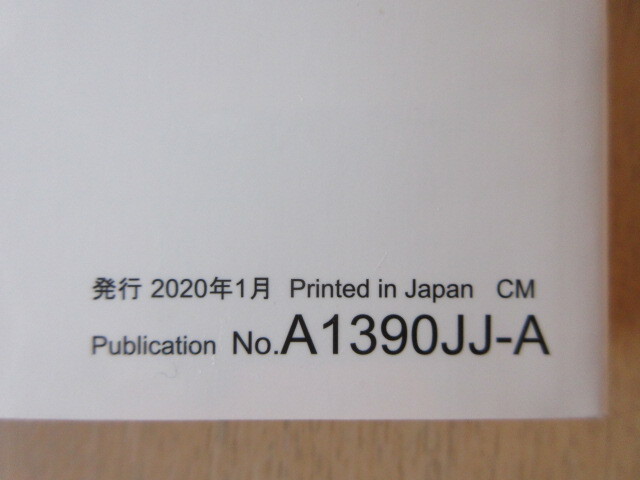 発行 2020年1月 Printed in Japan CM
Publication No.A1390JJ-A